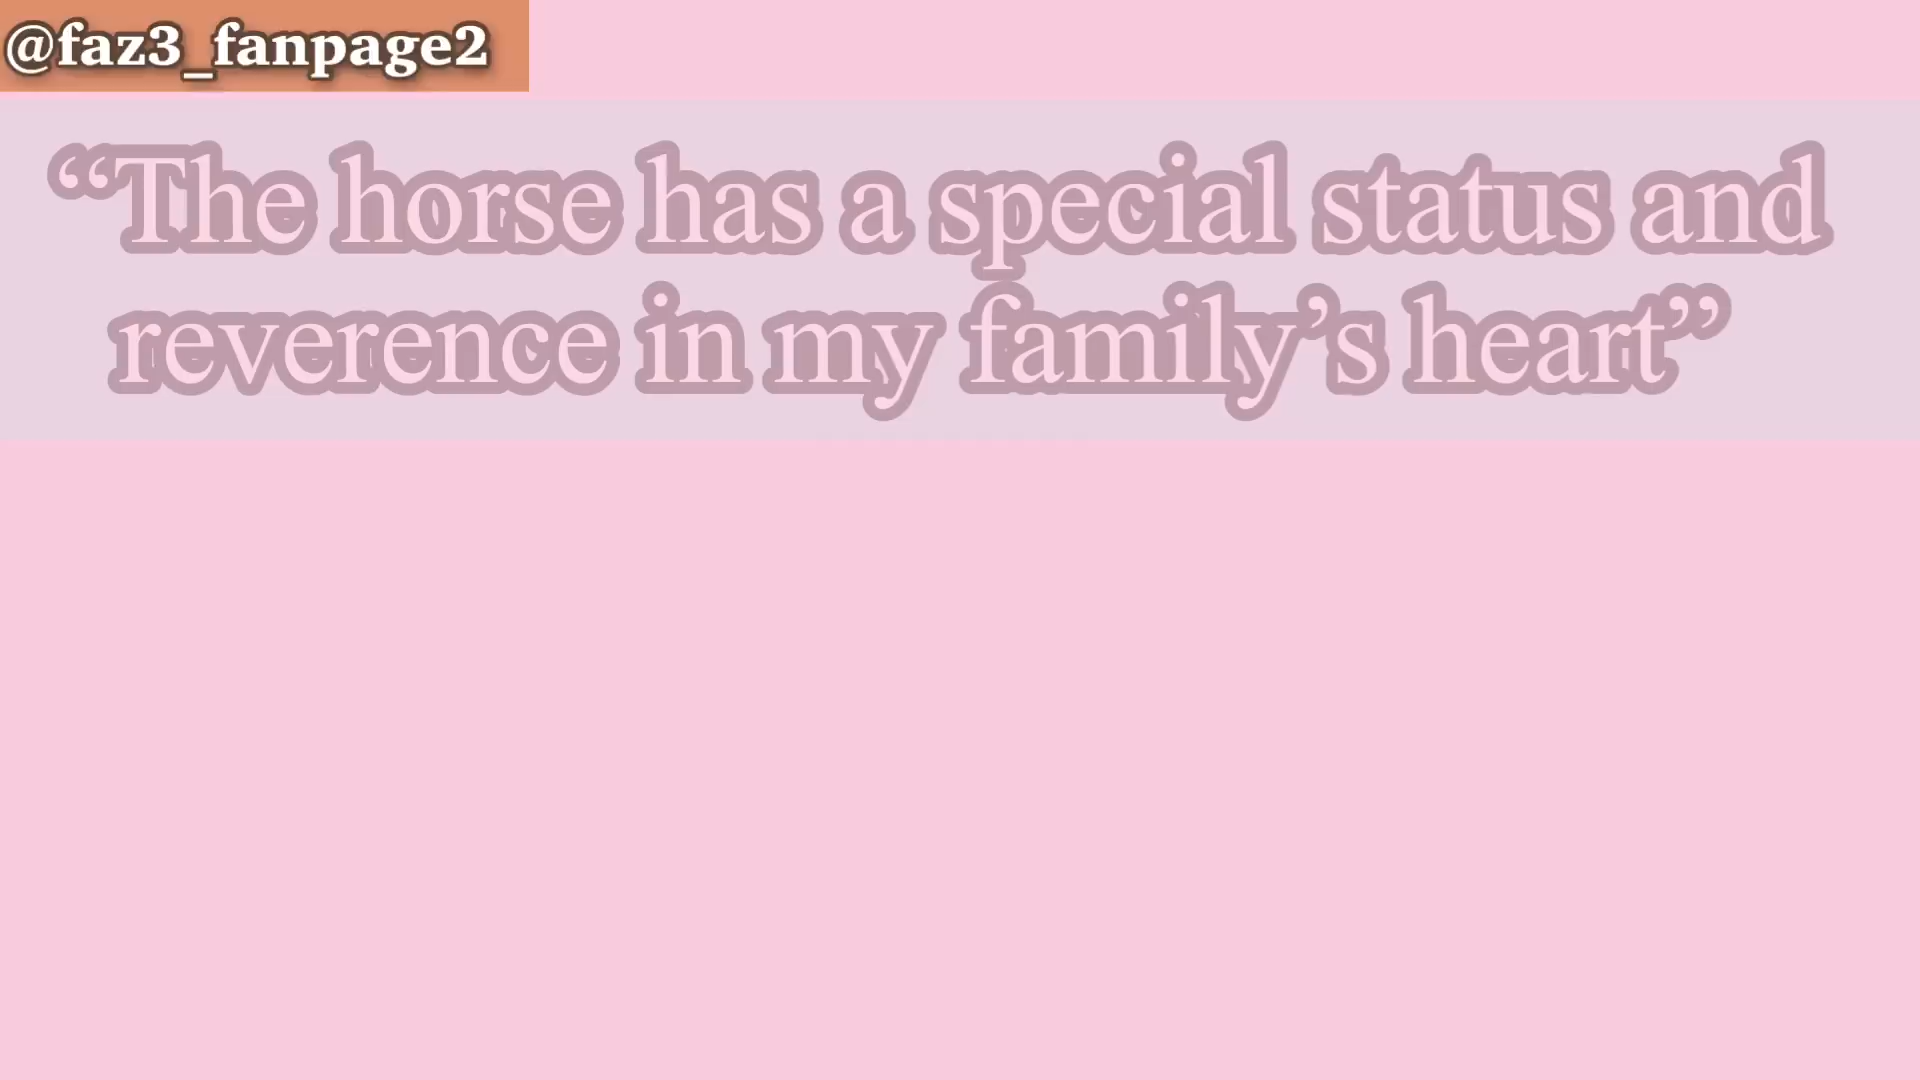 @faz3_fanpage2
“The horse has a special status and
reverence in my family’s heart”